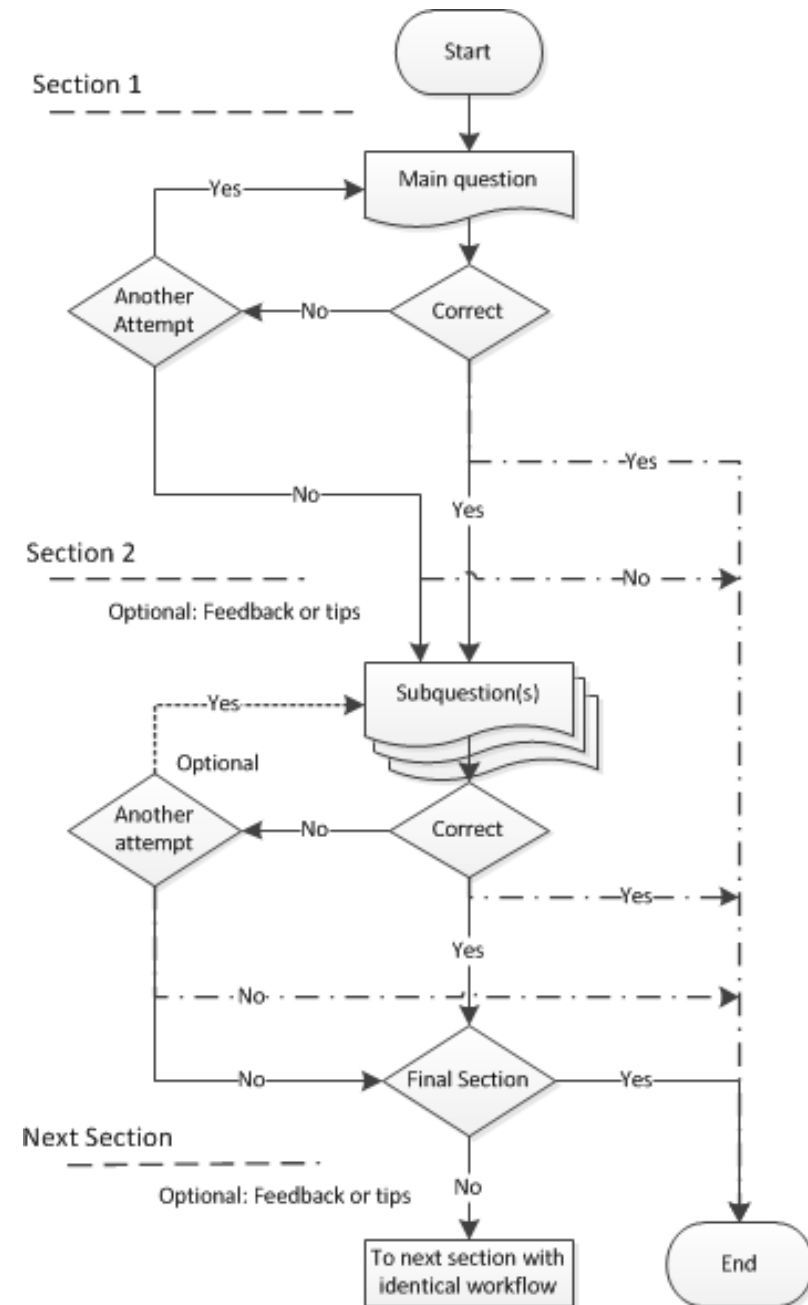 Start
Section 1
Main question
Yes
Another
Attempt
No
Correct
Yes
No
Yes
Section 2
No
Optional: Feedback or tips
Subquestion(s)
Yes
Optional
Another
attempt
No
Correct
Yes
Yes
No
No
Final Section
Yes
Next Section
Optional: Feedback or tips
No
To next section with
identical workflow
End